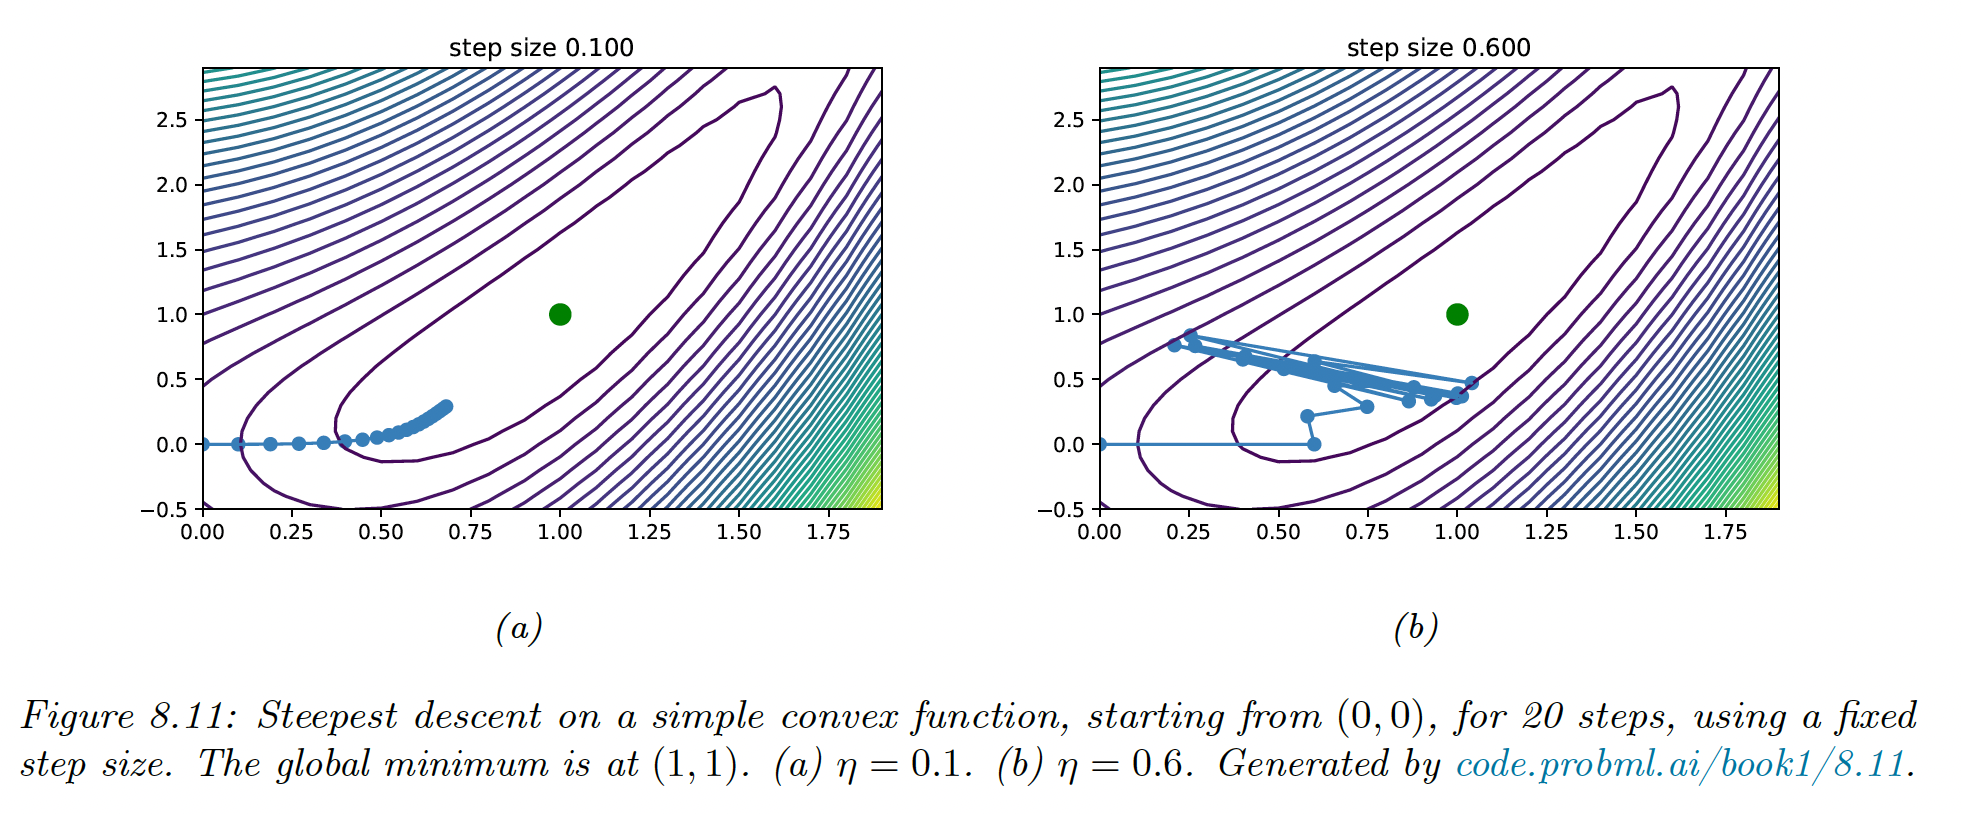 step size 0.100
2.5
2.0
1.5
1.0
0.5
0.0
−0.5
0.00 0.25 0.50 0.75 1.00 1.25 1.50 1.75
(a)
step size 0.600
2.5
2.0
1.5
1.0
0.5
0.0
−0.5
0.00 0.25 0.50 0.75 1.00 1.25 1.50 1.75
(b)
Figure 8.11: Steepest descent on a simple convex function, starting from (0, 0), for 20 steps, using a fixed
step size. The global minimum is at (1, 1). (a) η = 0.1. (b) η = 0.6. Generated by code.probml.ai/book1/8.11.